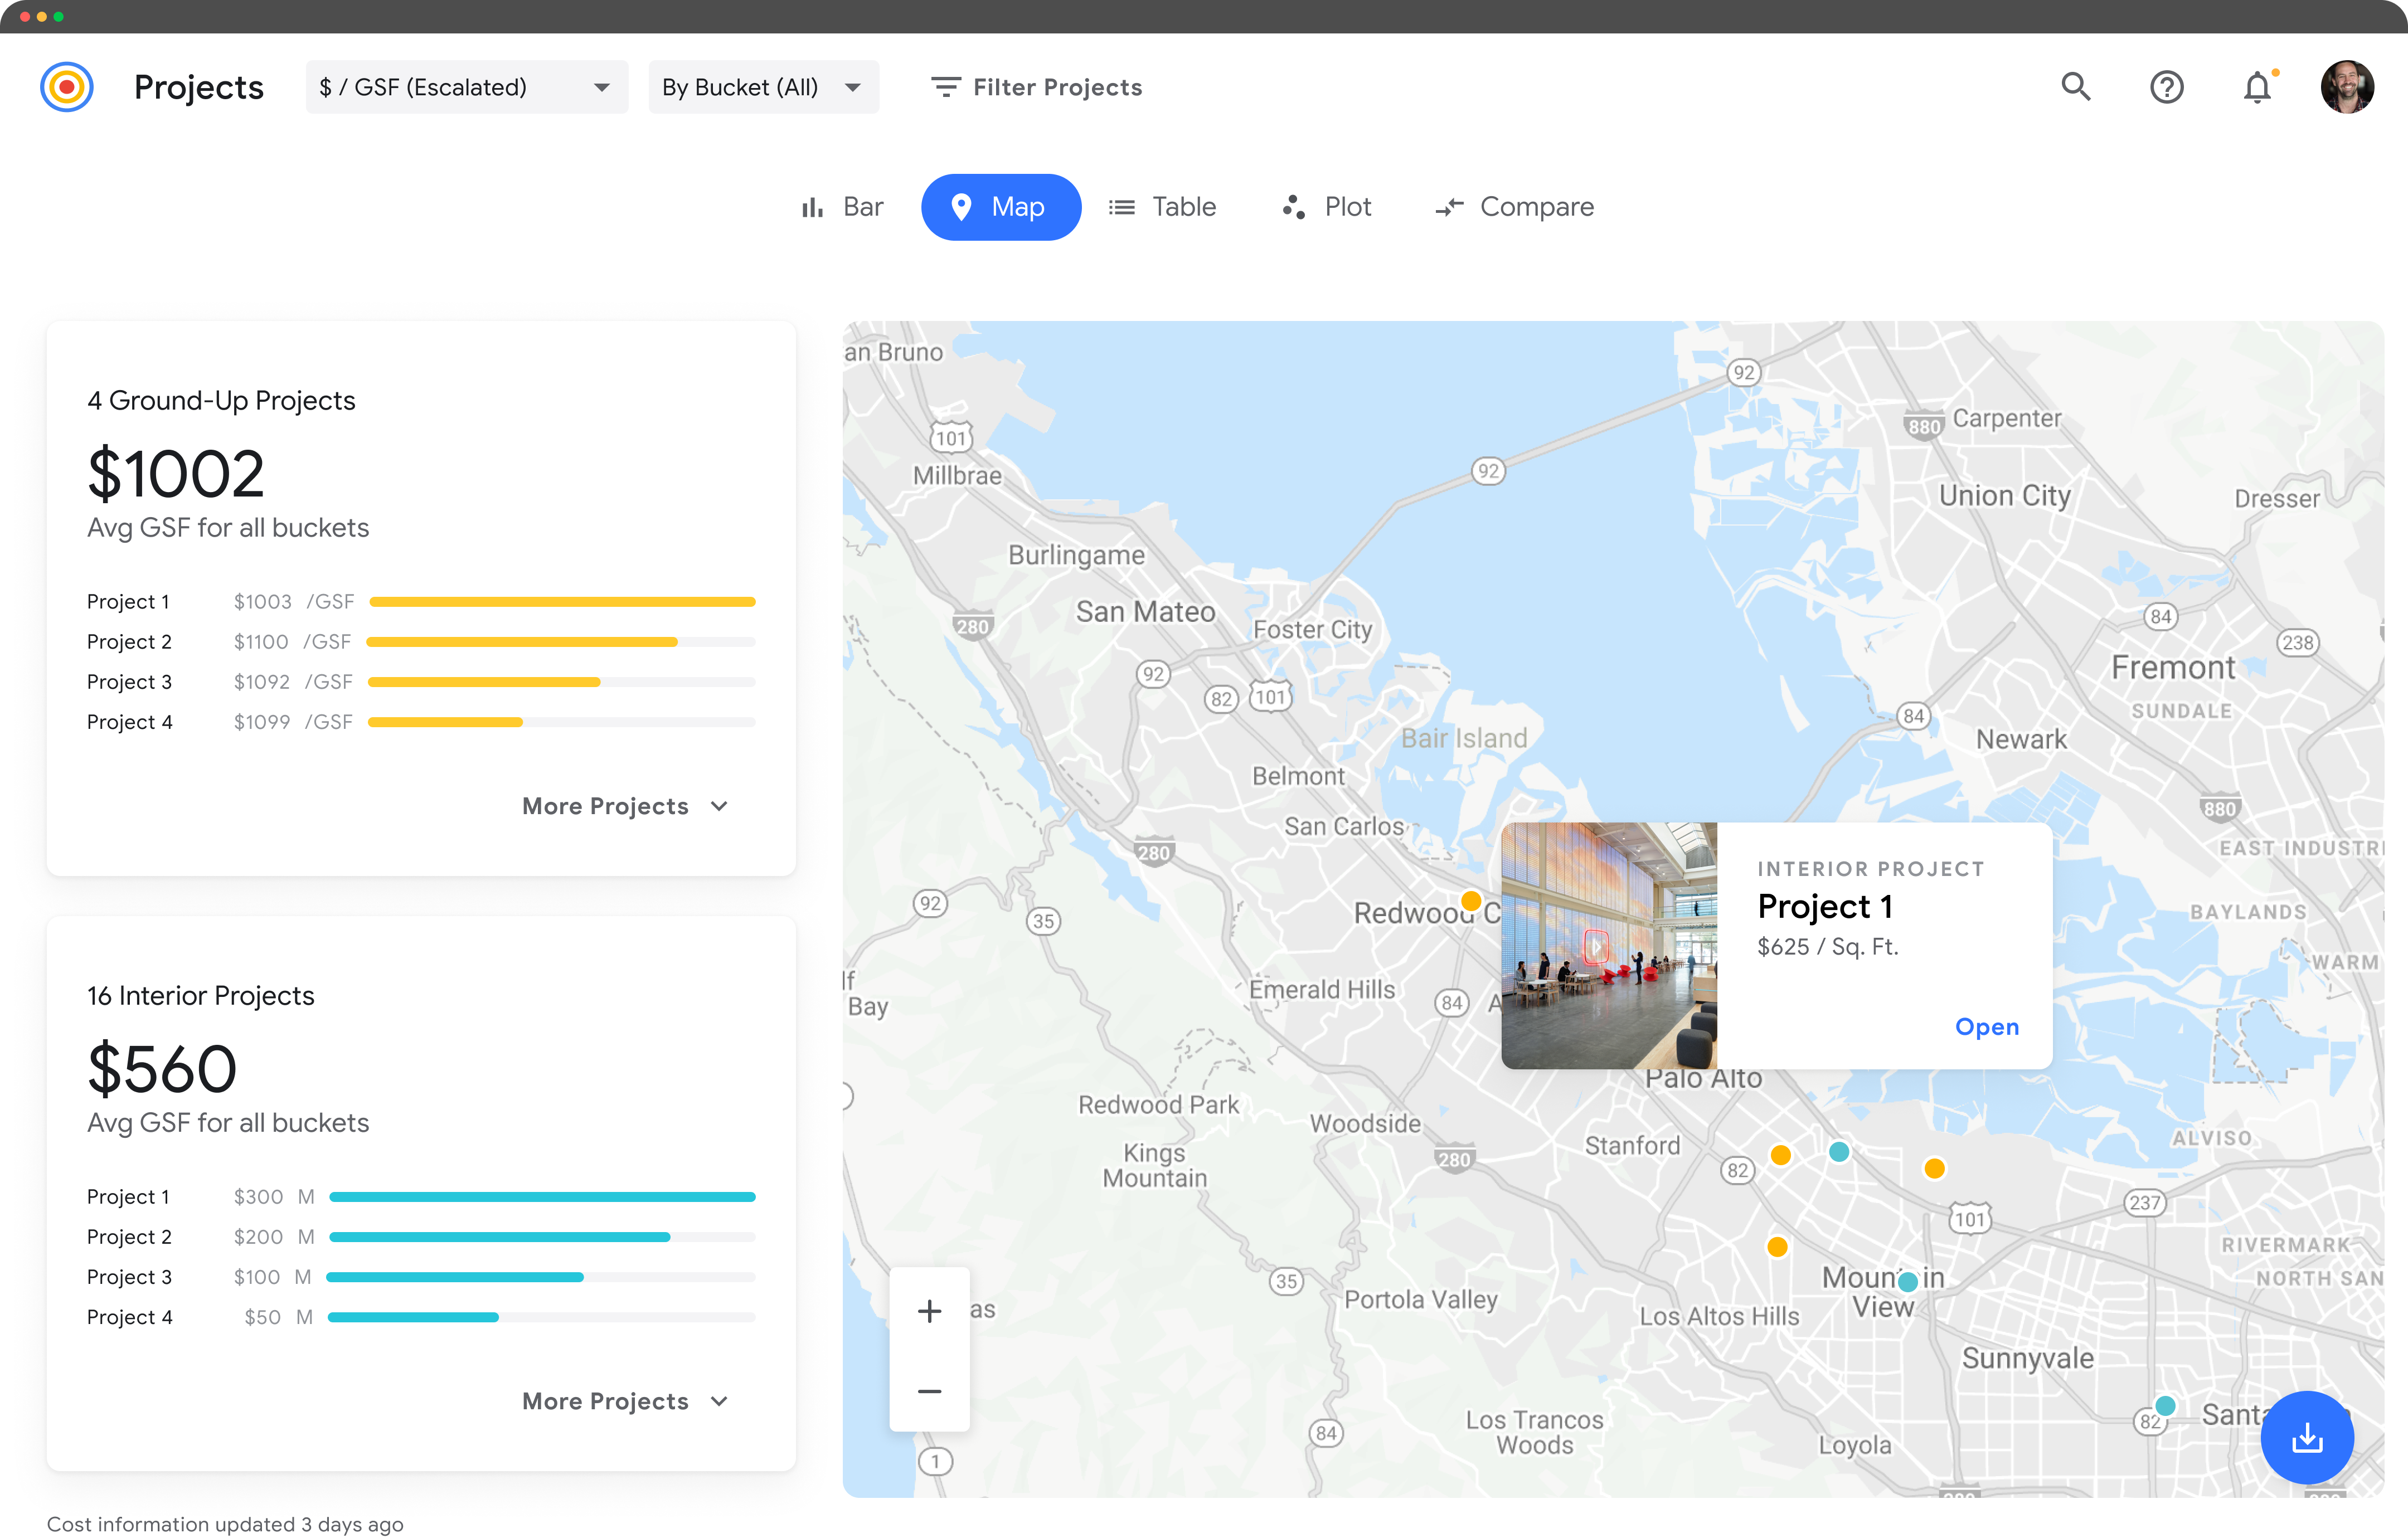 Projects
$ / GSF (Escalated)
By Bucket (All)
Filter Projects
Bar
Map
Table
Plot
Compare
4 Ground-Up Projects
$1002
Avg GSF for all buckets
Project 1 $1003 /GSF
Project 2 $1100 /GSF
Project 3 $1092 /GSF
Project 4 $1099 /GSF
More Projects
16 Interior Projects
$560
Avg GSF for all buckets
Project 1 $300 M
Project 2 $200 M
Project 3 $100 M
Project 4 $50 M
More Projects
Cost information updated 3 days ago
an Bruno
92
101
880 Carpenter
Millbrae
92
Union City
Dresser
Burlingame
San Mateo
Foster City
280
84
238
Fremont
92
82
101
SUNDALE
84
Bair Island
Newark
Belmont
880
San Carlos
280
EAST INDUSTRI
92
35
Redwood C
BAYLANDS
INTERIOR PROJECT
Project 1
$625 / Sq. Ft.
Open
WARM
lf
Bay
Emerald Hills
84
A
Palo Alto
Redwood Park
Woodside
Stanford
ALVISO
Kings
Mountain
280
82
237
101
RIVERMARK
NORTH SAN
35
Mountain
View
Portola Valley
Los Altos Hills
as
Sunnyvale
Los Trancos
Woods
84
82
Santa
Loyola
1
280